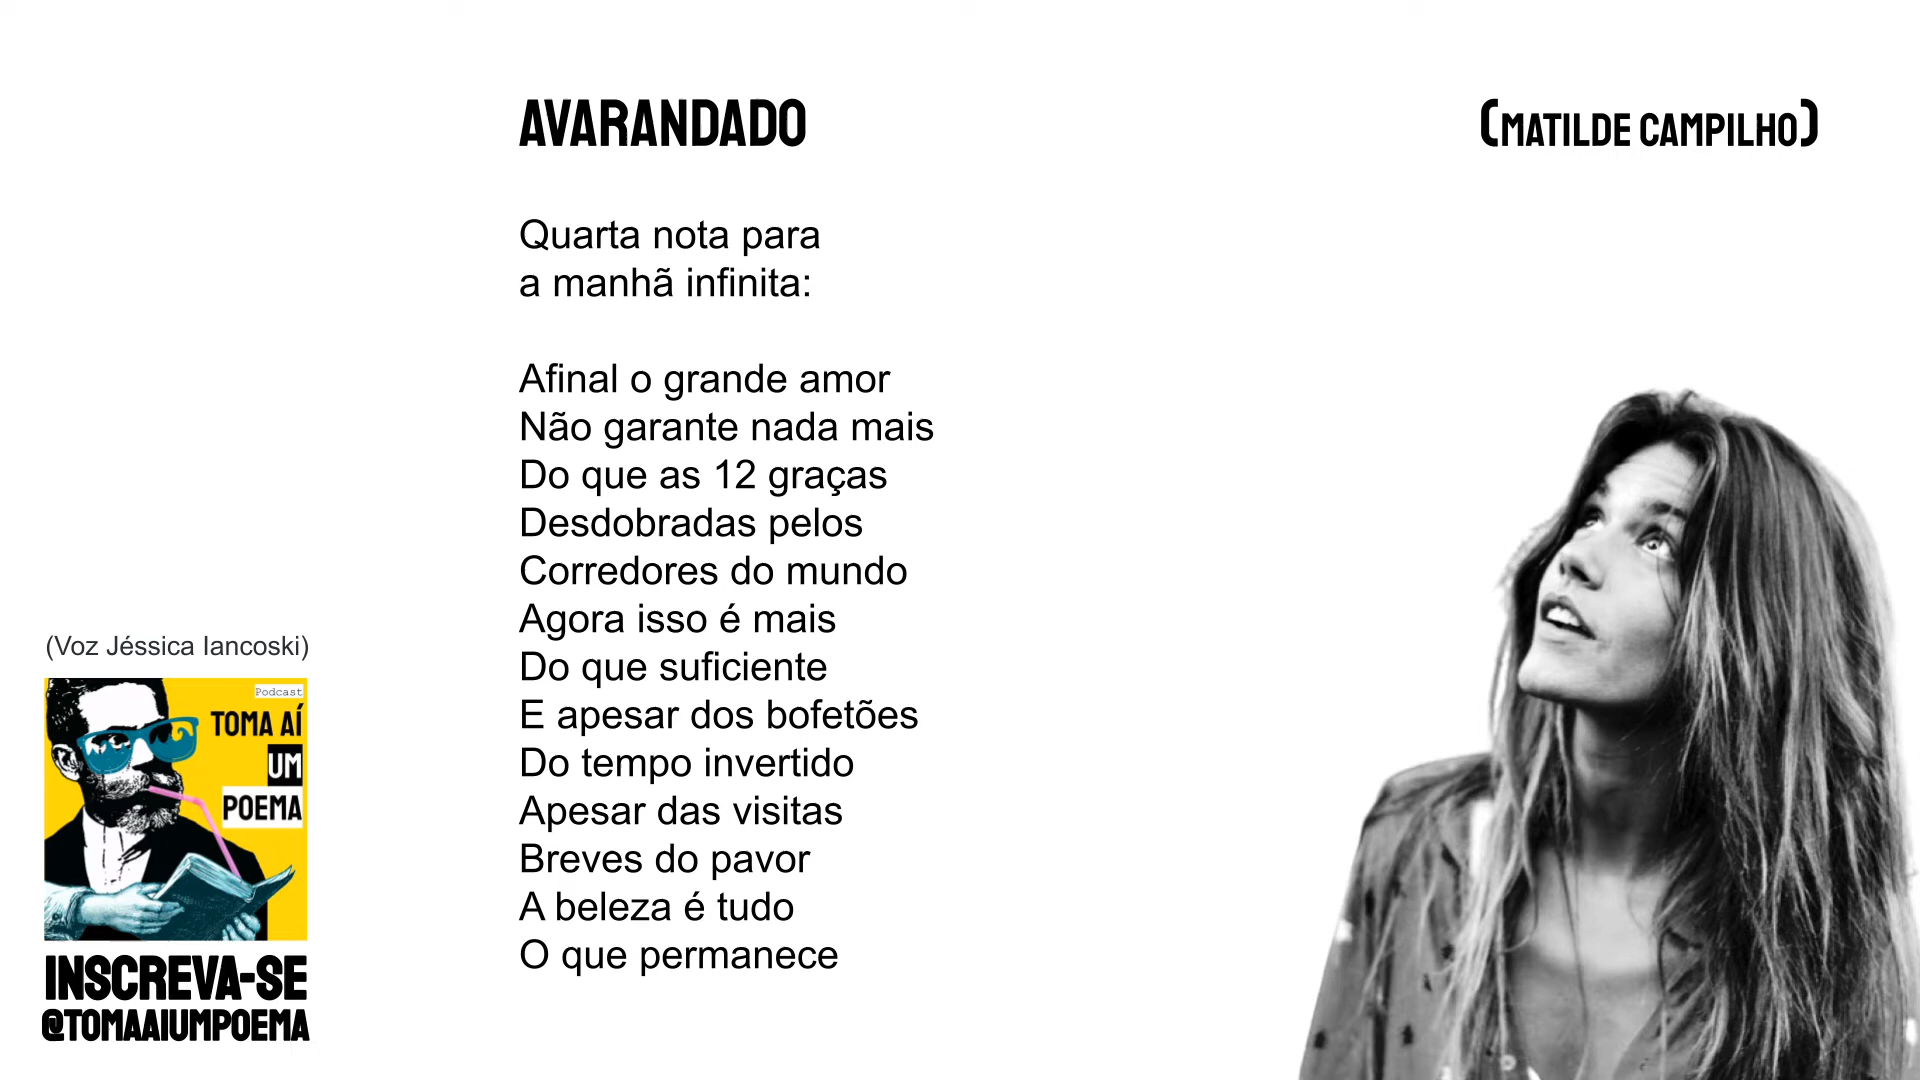 AVARANDADO
(MATILDE CAMPILHO)
Quarta nota para
a manhã infinita:
Afinal o grande amor
Não garante nada mais
Do que as 12 graças
Desdobradas pelos
Corredores do mundo
Agora isso é mais
Do que suficiente
E apesar dos bofetões
Do tempo invertido
Apesar das visitas
Breves do pavor
A beleza é tudo
O que permanece
(Voz Jéssica Iancoski)
Podcast
TOMA AÍ
UM
POEMA
INSCREVA-SE
@TOMAAIUMPOEMA